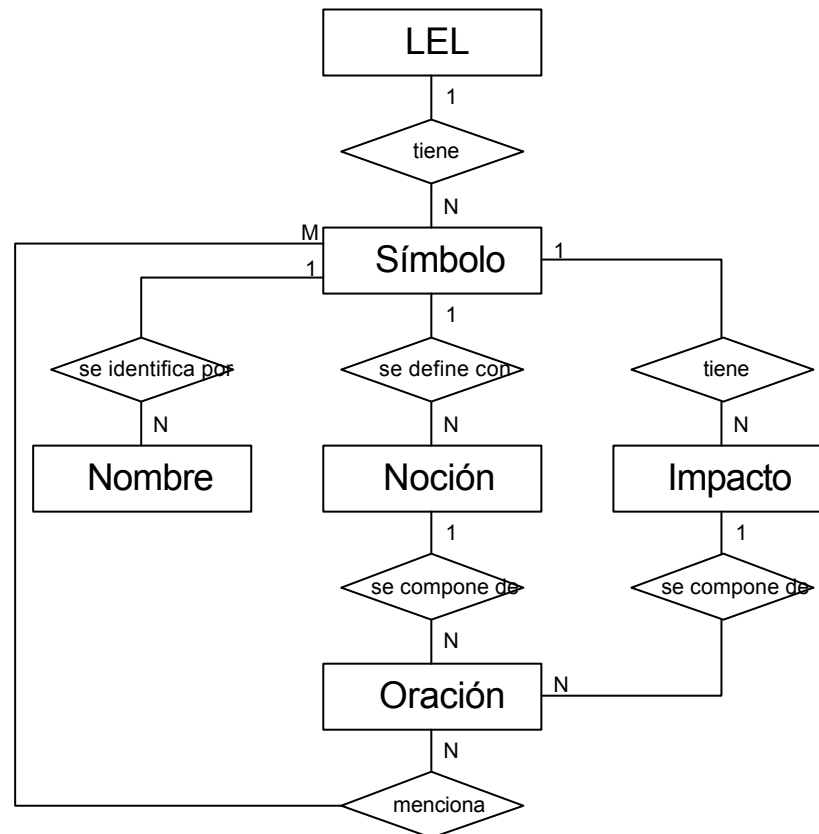 LEL
1
tiene
N
M
Símbolo
1
1
1
se identifica por
se define con
tiene
N
N
N
Nombre
Noción
Impacto
1
1
se compone de
se compone de
N
Oración
N
N
menciona